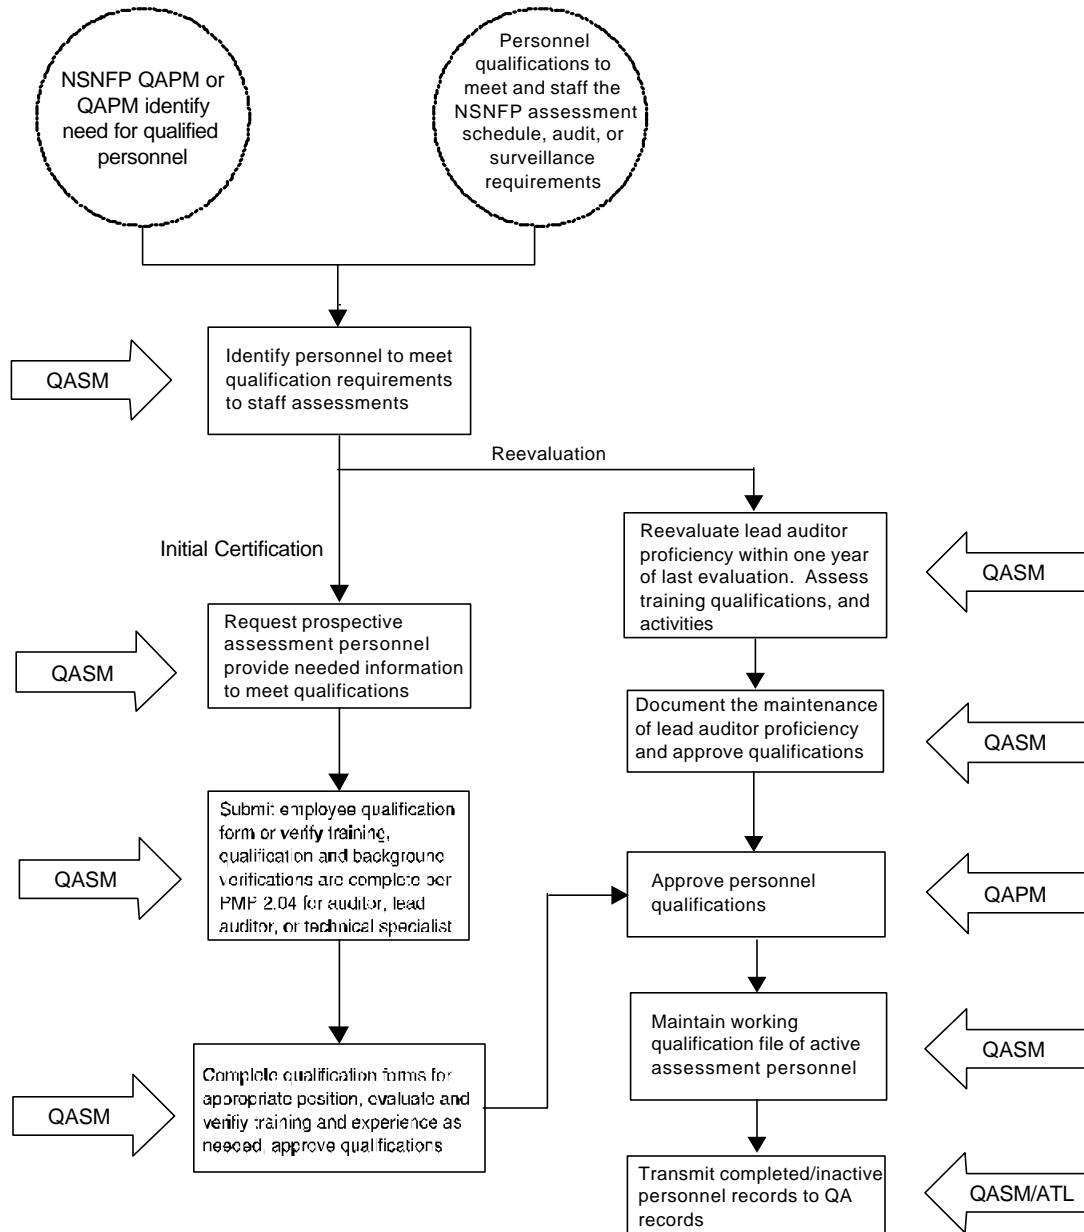 NSNFP QAPM or
QAPM identify
need for qualified
personnel
Personnel
qualifications to
meet and staff the
NSNFP assessment
schedule, audit, or
surveillance
requirements
QASM
Identify personnel to meet
qualification requirements
to staff assessments
Reevaluation
Initial Certification
Reevaluate lead auditor
proficiency within one year
of last evaluation. Assess
training qualifications, and
activities
QASM
QASM
Request prospective
assessment personnel
provide needed information
to meet qualifications
Document the maintenance
of lead auditor proficiency
and approve qualifications
QASM
QASM
Submit employee qualification
form or verify training,
qualification and background
verifications are complete per
PMP 2.04 for auditor, lead
auditor, or technical specialist
Approve personnel
qualifications
QAPM
Maintain working
qualification file of active
assessment personnel
QASM
QASM
Complete qualification forms for
appropriate position, evaluate and
verifiy training and experience as
needed, approve qualifications
Transmit completed/inactive
personnel records to QA
records
QASM/ATL